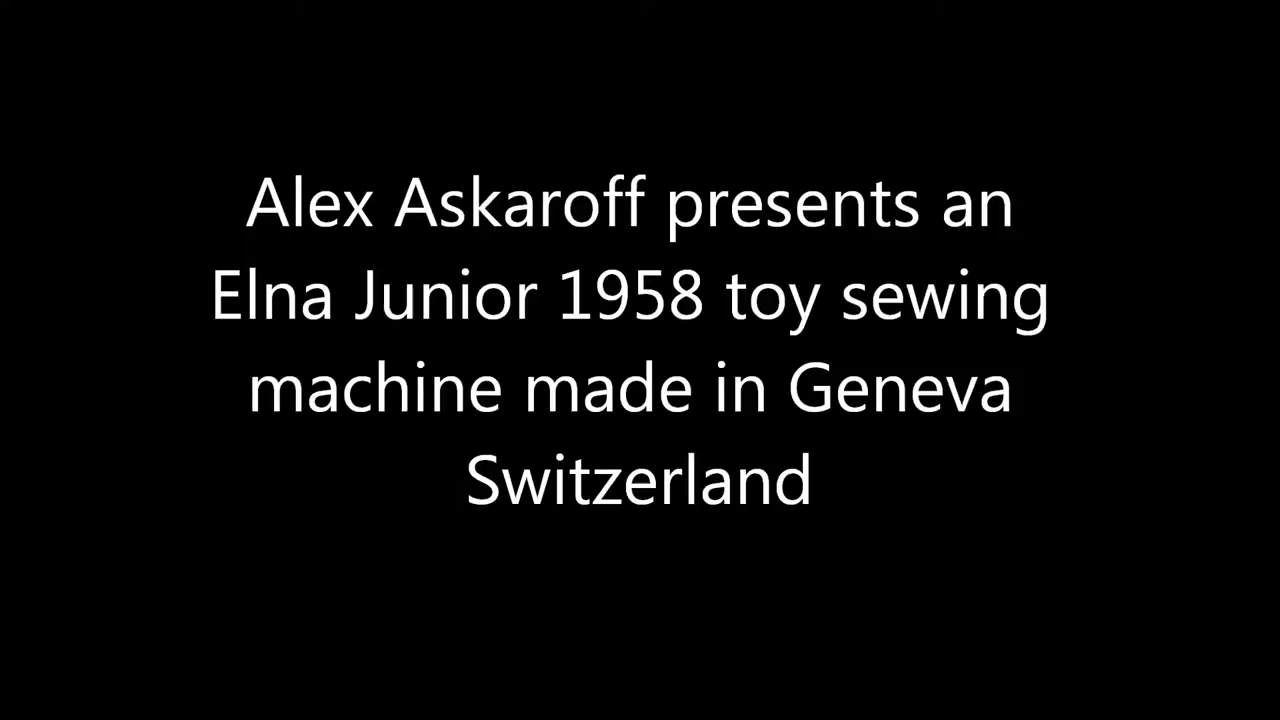 Alex Askaroff presents an
Elna Junior 1958 toy sewing
machine made in Geneva
Switzerland